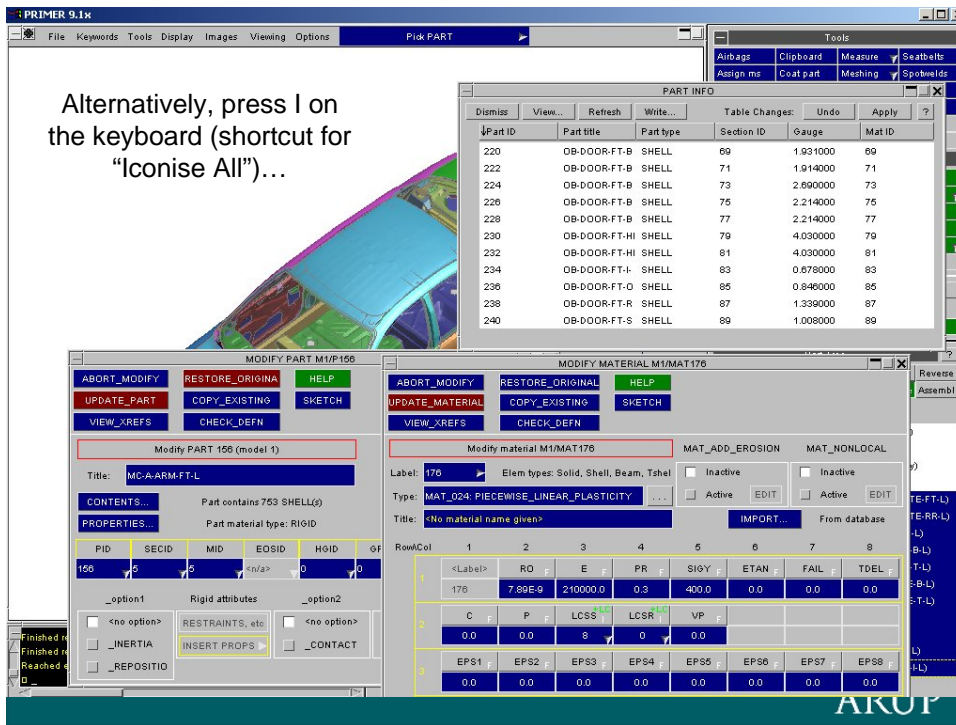 PRIMER 9.1x
File Keywords Tools Display Images Viewing Options Pick PART
Alternatively, press I on
the keyboard (shortcut for
“Iconise All”)…
Tools
Airbags Clipboard Measure Seatbelts
Assign ms Coat part Meshing Spotwelds
PART INFO
Dismiss View... Refresh Write... Table Changes: Undo Apply ?
Part ID Part title Part type Section ID Gauge Mat ID
220 OB-DOOR-FT-B SHELL 69 1.931000 69
222 OB-DOOR-FT-B SHELL 71 1.914000 71
224 OB-DOOR-FT-B SHELL 73 2.690000 73
226 OB-DOOR-FT-B SHELL 75 2.214000 75
228 OB-DOOR-FT-B SHELL 77 2.214000 77
230 OB-DOOR-FT-HI SHELL 79 4.030000 79
232 OB-DOOR-FT-HI SHELL 81 4.030000 81
234 OB-DOOR-FT-I- SHELL 83 0.678000 83
236 OB-DOOR-FT-O SHELL 85 0.846000 85
238 OB-DOOR-FT-R SHELL 87 1.339000 87
240 OB-DOOR-FT-S SHELL 89 1.008000 89
?
Reverse
Assembl
MODIFY PART M1/P156
ABORT_MODIFY RESTORE_ORIGINA HELP
UPDATE_PART COPY_EXISTING SKETCH
VIEW_XREFS CHECK_DEFN
Modify PART 156 (model 1)
Title: MC-A-ARM-FT-L
CONTENTS... Part contains 753 SHELL(s)
PROPERTIES... Part material type: RIGID
PID SECID MID EOSID HGID GF
156 5 5 <n/a> 0 0
_option1 Rigid attributes _option2
<no option> RESTRAINTS, etc <no option>
_INERTIA INSERT PROPS _CONTACT
_REPOSITIO
MODIFY MATERIAL M1/MAT176
ABORT_MODIFY RESTORE_ORIGINAL HELP
UPDATE_MATERIAL COPY_EXISTING SKETCH
VIEW_XREFS CHECK_DEFN
Modify material M1/MAT176 MAT_ADD_EROSION MAT_NONLOCAL
Label: 176 Elem types: Solid, Shell, Beam, Tshel Inactive Inactive
Type: MAT_024: PIECEWISE_LINEAR_PLASTICITY ... Active EDIT Active EDIT
Title: <No material name given> IMPORT... From database
Row\Col 1 2 3 4 5 6 7 8
1 <Label> RO F E F PR F SIGY F ETAN F FAIL F TDEL F
176 7.89E-9 210000.0 0.3 400.0 0.0 0.0 0.0
2 C F P F LCSS +LC LCSR +LC VP F
0.0 0.0 8 0 0.0
3 EPS1 F EPS2 F EPS3 F EPS4 F EPS5 F EPS6 F EPS7 F EPS8 F
0.0 0.0 0.0 0.0 0.0 0.0 0.0 0.0
TE-FT-L)
TE-RR-L)
-L)
-B-L)
-T-L)
E-B-L)
E-T-L)
L)
-I-L)
Finished re
Finished re
Reached e
ARUP